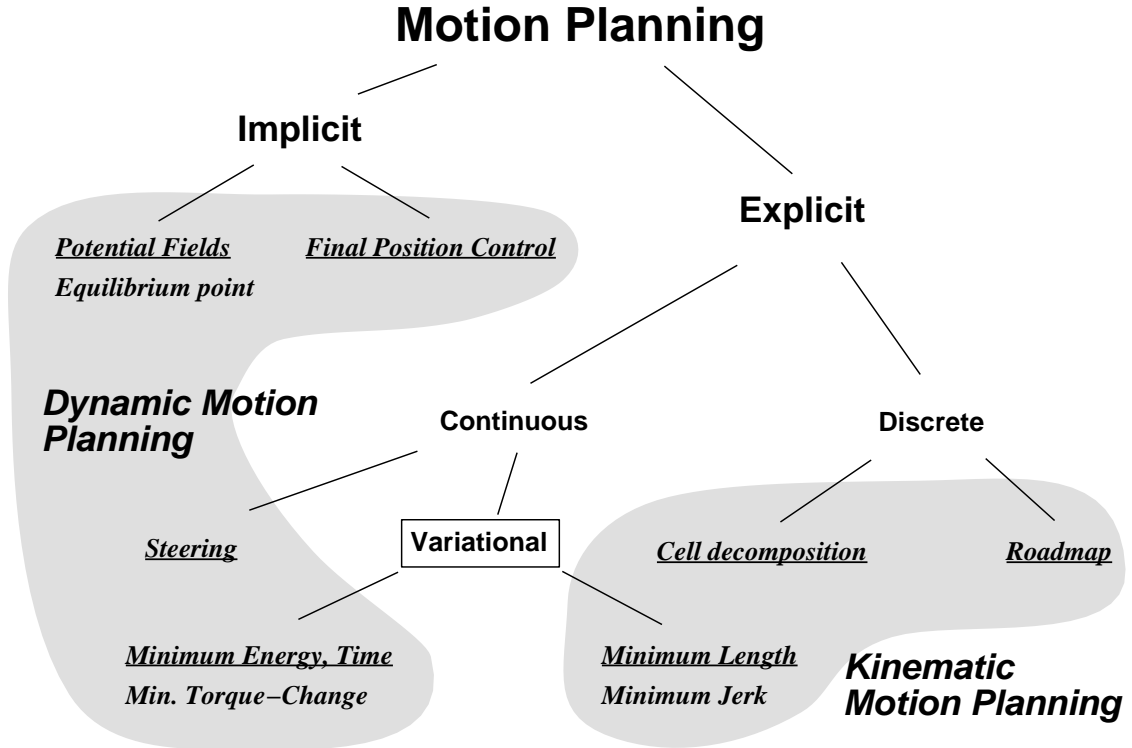 Motion Planning
Implicit
Explicit
Potential Fields
Final Position Control
Equilibrium point
Dynamic Motion
Planning
Continuous
Discrete
Steering
Variational
Cell decomposition
Roadmap
Minimum Energy, Time
Min. Torque−Change
Minimum Length
Minimum Jerk
Kinematic
Motion Planning